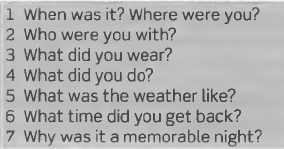 1 When was it? Where were you?
2 Who were you with?
3 What did you wear?
4 What did you do?
5 What was the weather like?
6 What time did you get back?
7 Why was it a memorable night?